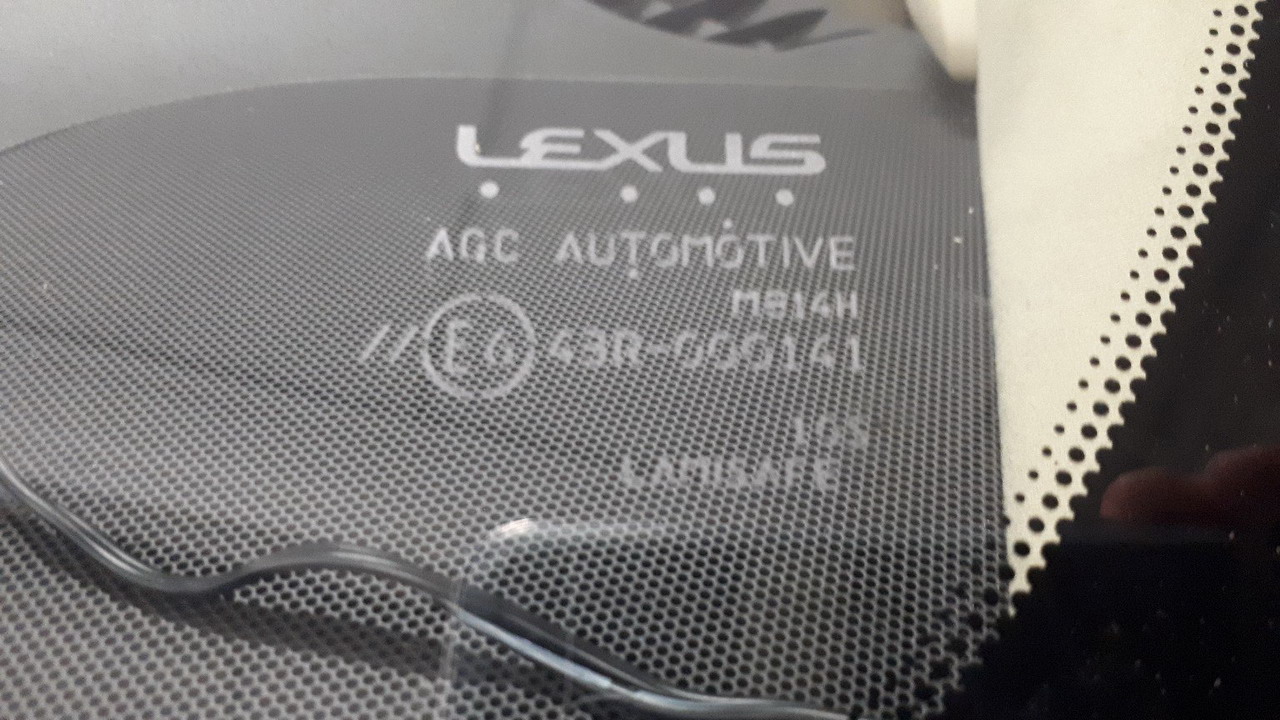 LEXUS
AGC AUTOMOTIVE
M814H
//E6 43R-000141
LAMISAFE